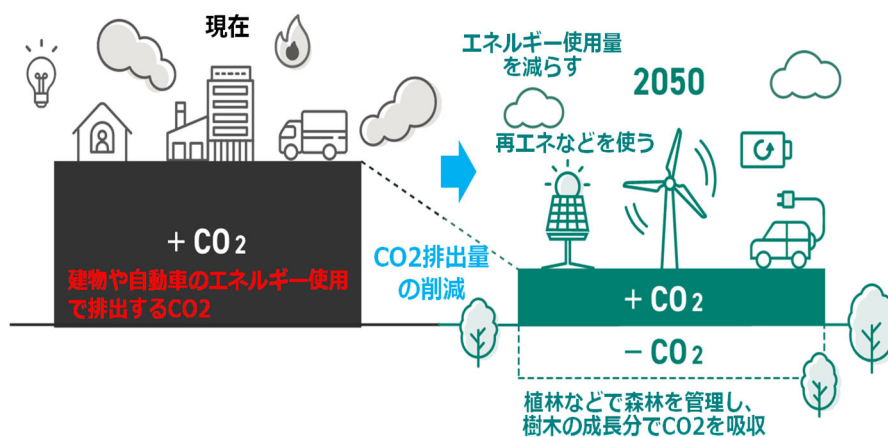 現在
+ CO2
建物や自動車のエネルギー使用
で排出するCO2
CO2排出量
の削減
エネルギー使用量
を減らす
2050
再エネなどを使う
+ CO2
− CO2
植林などで森林を管理し、
樹木の成長分でCO2を吸収